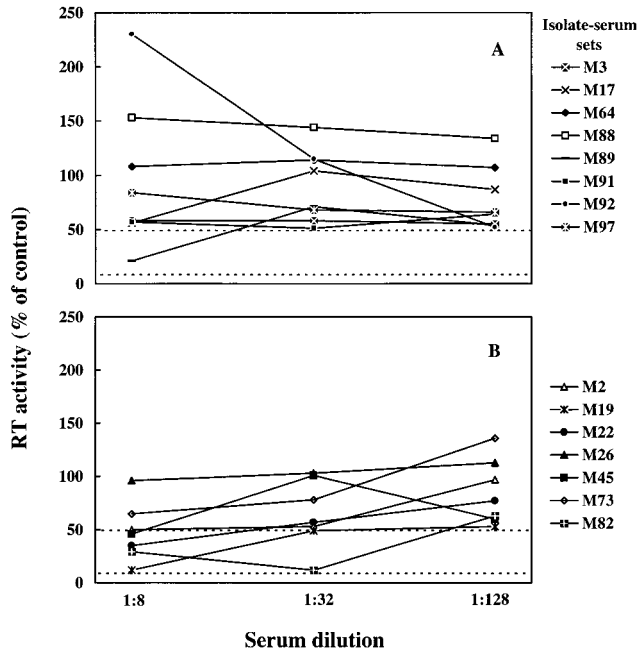 RT activity (% of control)
250
200
150
100
50
0
A
Isolate-serum
sets
M3
M17
M64
M88
M89
M91
M92
M97
250
200
150
100
50
0
B
M2
M19
M22
M26
M45
M73
M82
1:8 1:32 1:128
Serum dilution